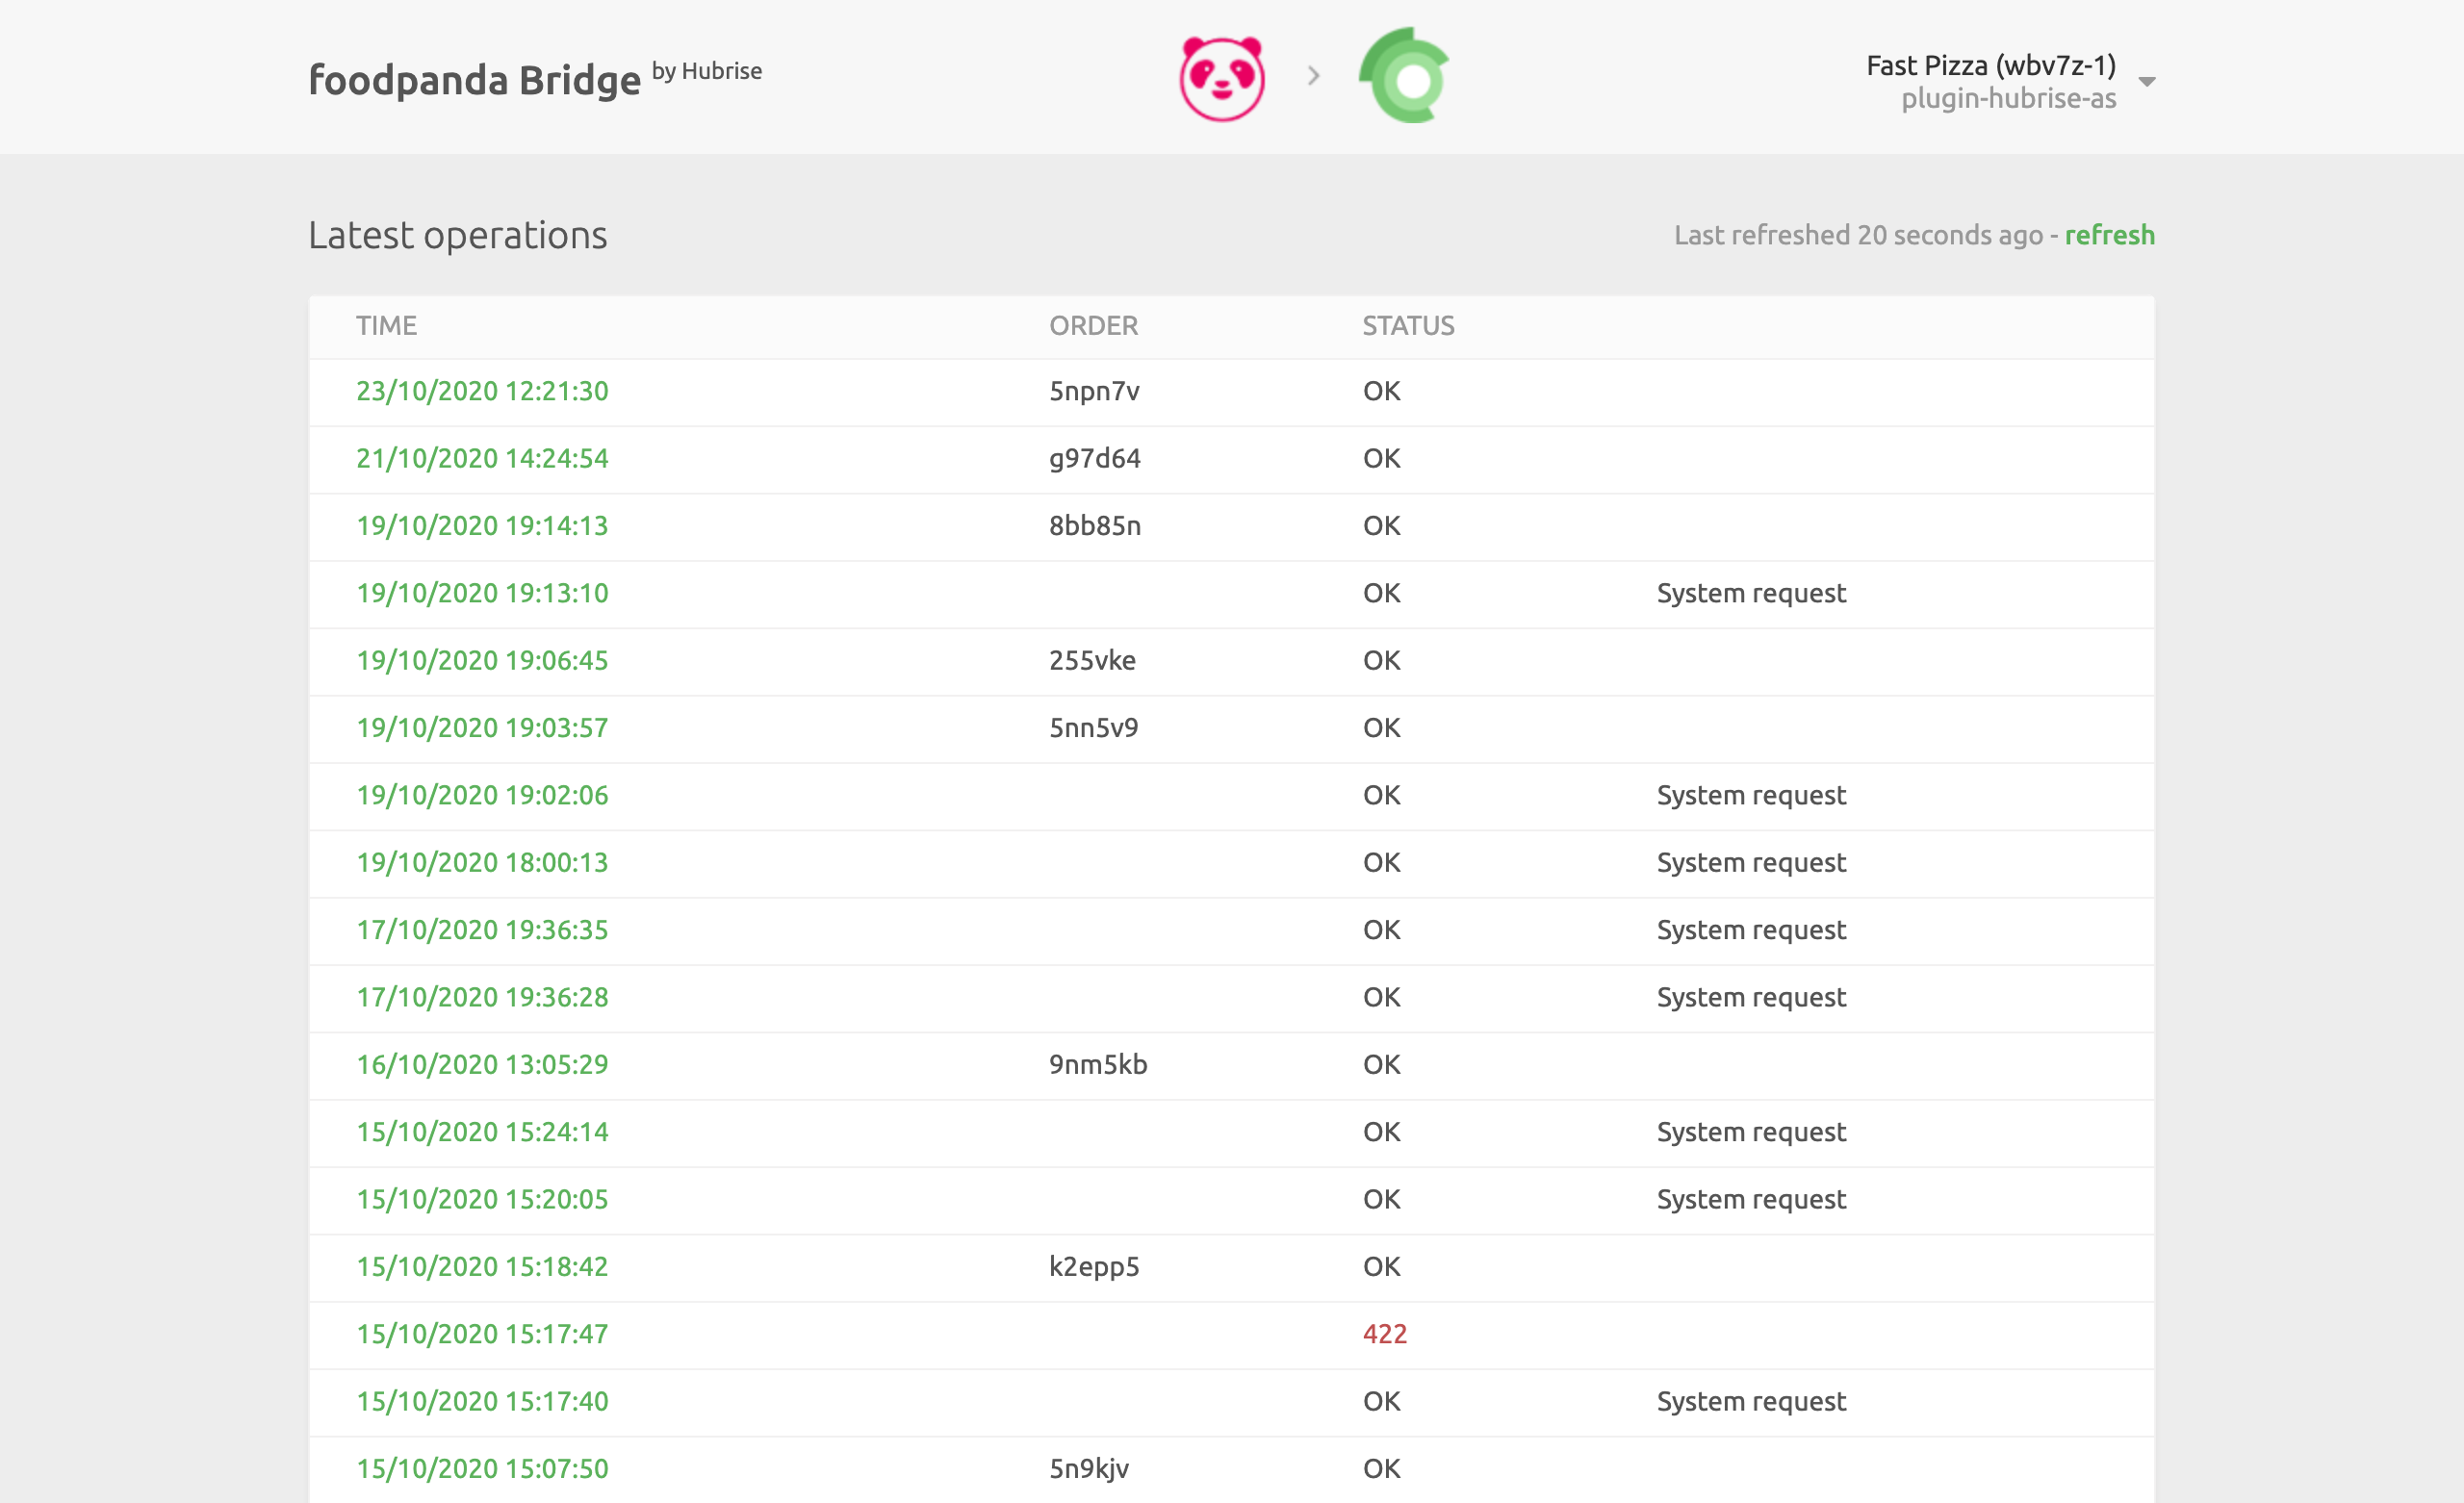 foodpanda Bridge by Hubrise
Fast Pizza (wbv7z-1)
plugin-hubrise-as
Latest operations
Last refreshed 20 seconds ago - refresh
TIME ORDER STATUS
23/10/2020 12:21:30 5npn7v OK
21/10/2020 14:24:54 g97d64 OK
19/10/2020 19:14:13 8bb85n OK
19/10/2020 19:13:10 OK System request
19/10/2020 19:06:45 255vke OK
19/10/2020 19:03:57 5nn5v9 OK
19/10/2020 19:02:06 OK System request
19/10/2020 18:00:13 OK System request
17/10/2020 19:36:35 OK System request
17/10/2020 19:36:28 OK System request
16/10/2020 13:05:29 9nm5kb OK
15/10/2020 15:24:14 OK System request
15/10/2020 15:20:05 OK System request
15/10/2020 15:18:42 k2epp5 OK
15/10/2020 15:17:47 422
15/10/2020 15:17:40 OK System request
15/10/2020 15:07:50 5n9kjv OK